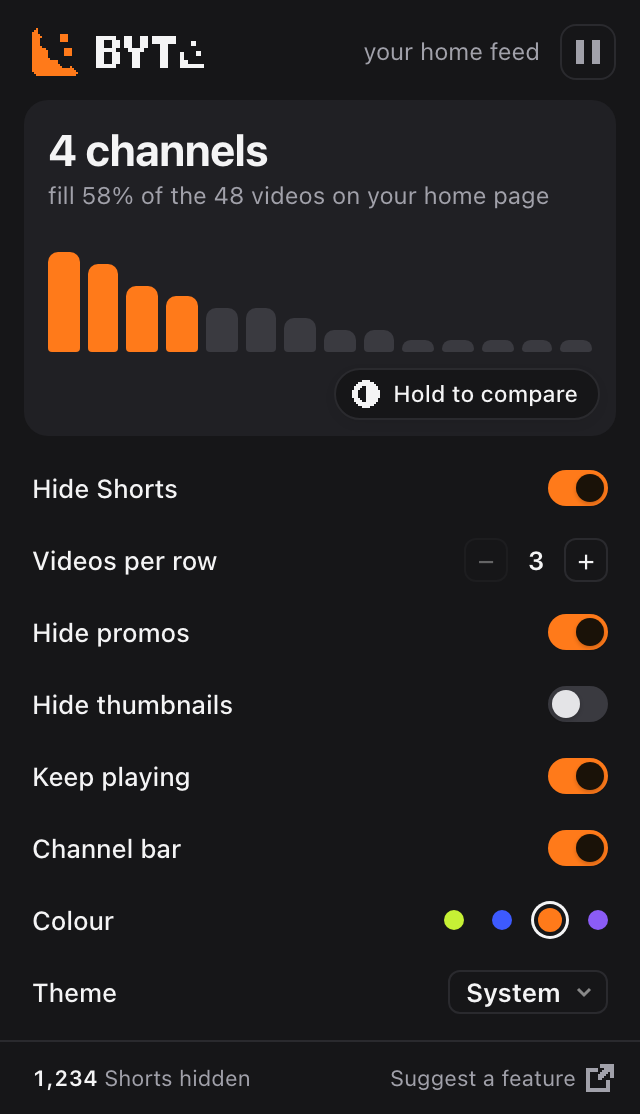 BYT
your home feed
4 channels
fill 58% of the 48 videos on your home page
Hold to compare
Hide Shorts
Videos per row
− 3 +
Hide promos
Hide thumbnails
Keep playing
Channel bar
Colour
Theme
System
1,234 Shorts hidden
Suggest a feature